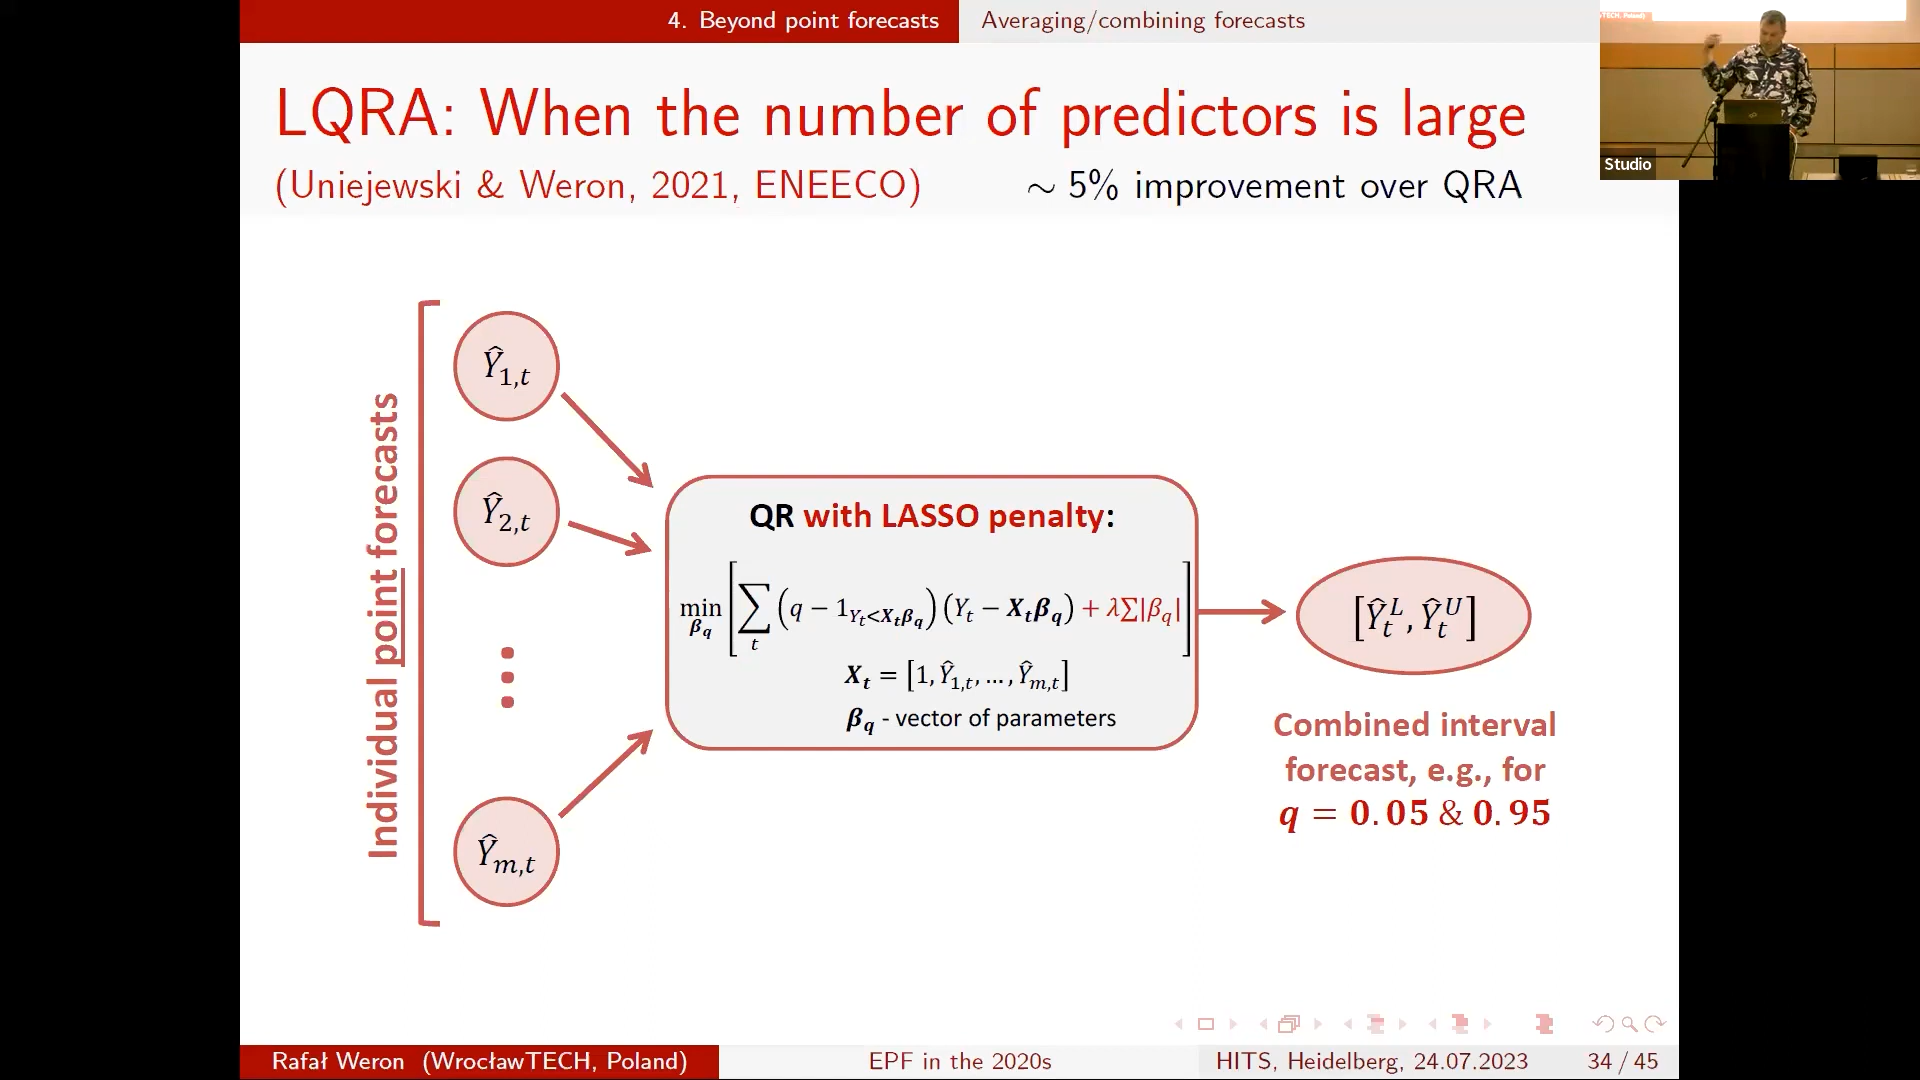 4. Beyond point forecasts
Averaging/combining forecasts
LQRA: When the number of predictors is large
(Uniejewski & Weron, 2021, ENEECO)
∼ 5% improvement over QRA
Studio
Individual point forecasts
Ŷ1,t
Ŷ2,t
Ŷm,t
QR with LASSO penalty:
min βq [∑t (q − 1Yt<Xtβq) (Yt − Xtβq) + λ∑|βq|]
Xt = [1, Ŷ1,t, ..., Ŷm,t]
βq - vector of parameters
[ŶtL, ŶtU]
Combined interval
forecast, e.g., for
q = 0.05 & 0.95
Rafał Weron (WrocławTECH, Poland)
EPF in the 2020s
HITS, Heidelberg, 24.07.2023
34 / 45